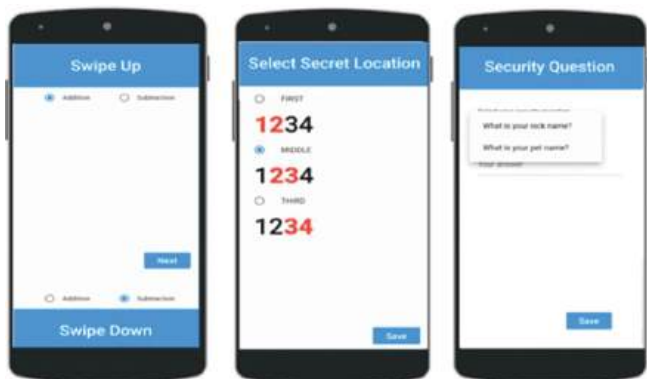 Swipe Up
Addition Subtraction
Next
Addition Subtraction
Swipe Down
Select Secret Location
FIRST
1234
MIDDLE
1234
THIRD
1234
Save
Security Question
What is your nick name?
What is your pet name?
Your answer
Save